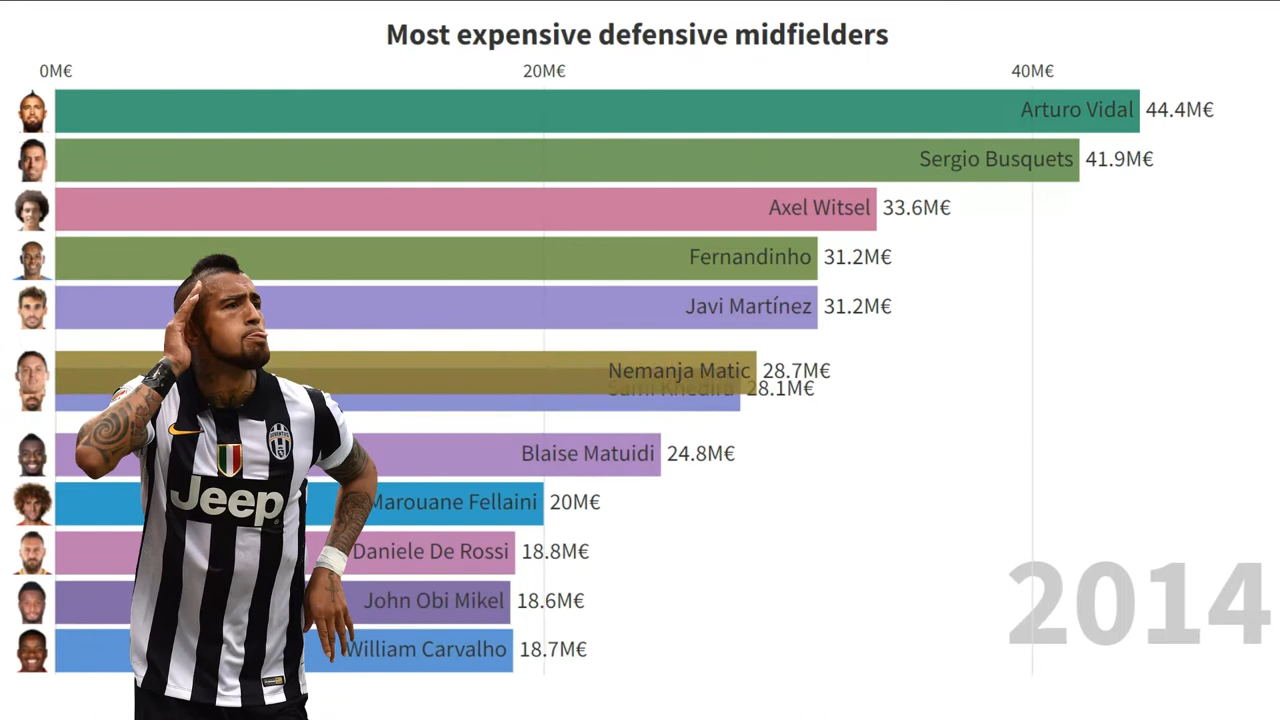 Most expensive defensive midfielders
0M€ 20M€ 40M€
Arturo Vidal 44.4M€
Sergio Busquets 41.9M€
Axel Witsel 33.6M€
Fernandinho 31.2M€
Javi Martínez 31.2M€
Nemanja Matic 28.7M€
Sami Khedira 28.1M€
Blaise Matuidi 24.8M€
Marouane Fellaini 20M€
Daniele De Rossi 18.8M€
John Obi Mikel 18.6M€
William Carvalho 18.7M€
2014
Jeep